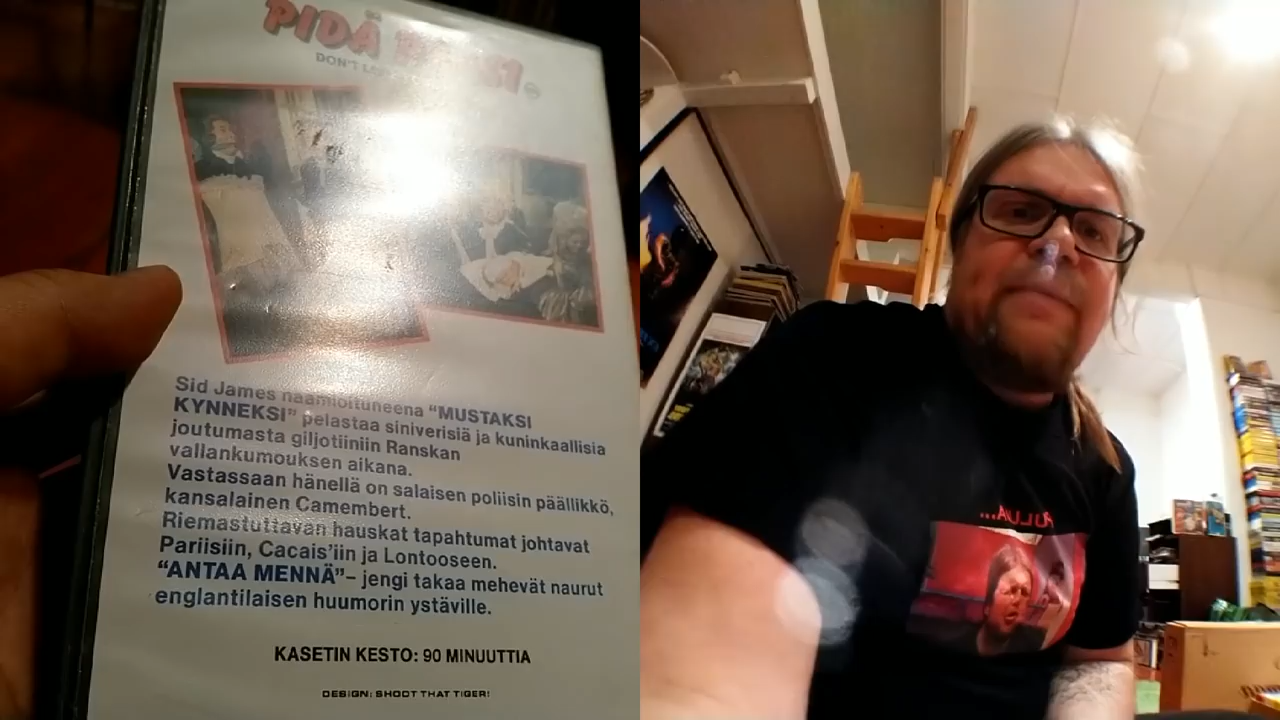 PIDÄ
DON'T
Sid James naamioituneena “MUSTAKSI
KYNNEKSI” pelastaa siniverisiä ja kuninkaallisia
joutumasta giljotiiniin Ranskan
vallankumouksen aikana.
Vastassaan hänellä on salaisen poliisin päällikkö,
kansalainen Camembert.
Riemastuttavan hauskat tapahtumat johtavat
Pariisiin, Cacais’iin ja Lontooseen.
“ANTAA MENNÄ”– jengi takaa mehevät naurut
englantilaisen huumorin ystäville.
KASETIN KESTO: 90 MINUUTTIA
DESIGN: SHOOT THAT TIGER!